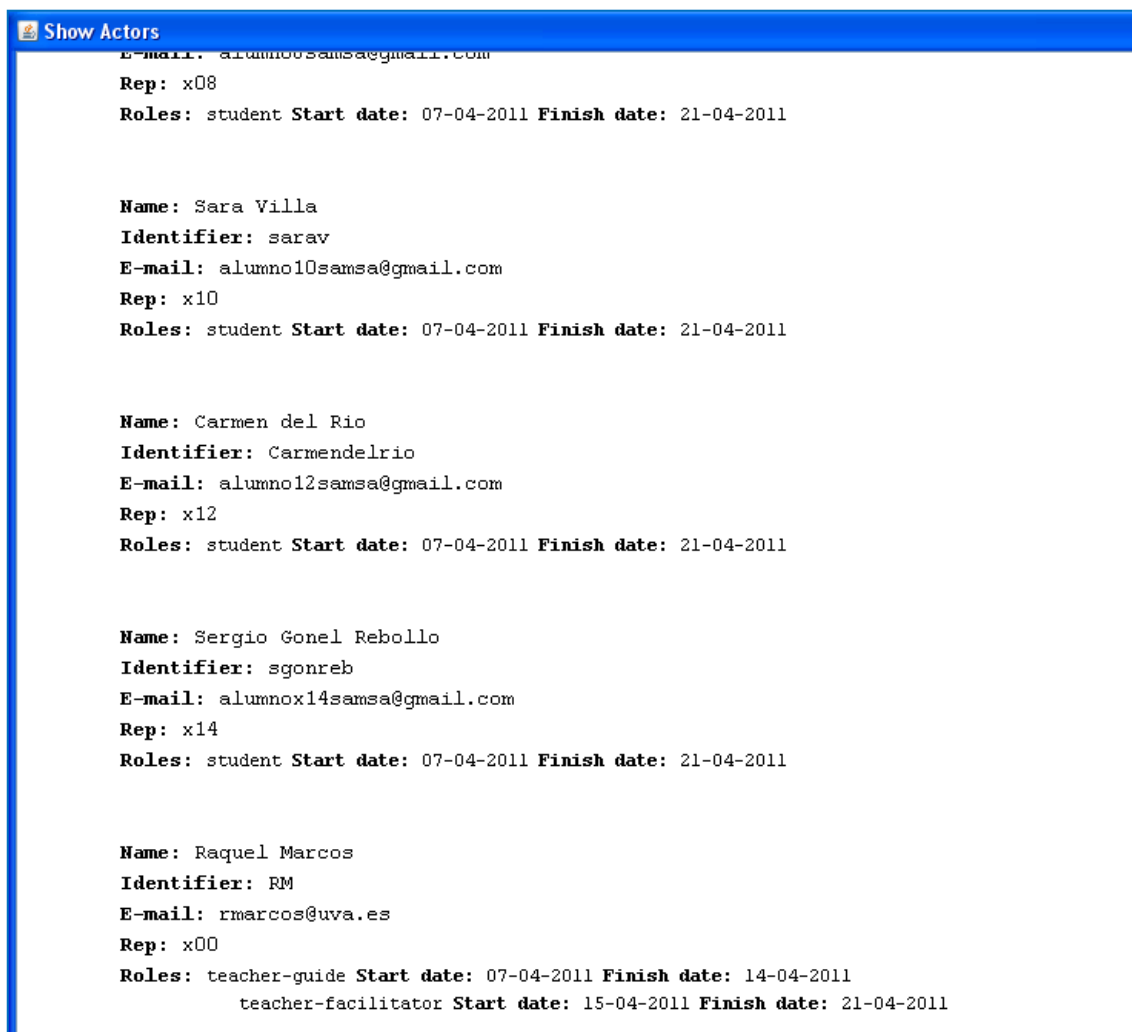 Show Actors
E-mail:
Rep: x08
Roles: student Start date: 07-04-2011 Finish date: 21-04-2011
Name: Sara Villa
Identifier: sarav
E-mail: alumno10samsa@gmail.com
Rep: x10
Roles: student Start date: 07-04-2011 Finish date: 21-04-2011
Name: Carmen del Rio
Identifier: Carmendelrio
E-mail: alumno12samsa@gmail.com
Rep: x12
Roles: student Start date: 07-04-2011 Finish date: 21-04-2011
Name: Sergio Gonel Rebollo
Identifier: sgonreb
E-mail: alumnox14samsa@gmail.com
Rep: x14
Roles: student Start date: 07-04-2011 Finish date: 21-04-2011
Name: Raquel Marcos
Identifier: RM
E-mail: rmarcos@uva.es
Rep: x00
Roles: teacher-guide Start date: 07-04-2011 Finish date: 14-04-2011
teacher-facilitator Start date: 15-04-2011 Finish date: 21-04-2011